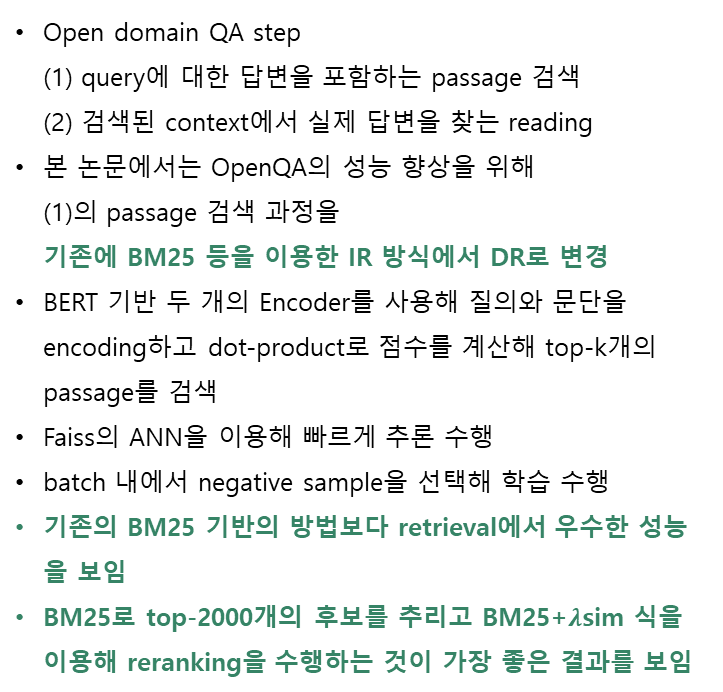 • Open domain QA step
(1) query에 대한 답변을 포함하는 passage 검색
(2) 검색된 context에서 실제 답변을 찾는 reading
• 본 논문에서는 OpenQA의 성능 향상을 위해
(1)의 passage 검색 과정을
기존에 BM25 등을 이용한 IR 방식에서 DR로 변경
• BERT 기반 두 개의 Encoder를 사용해 질의와 문단을
encoding하고 dot-product로 점수를 계산해 top-k개의
passage를 검색
• Faiss의 ANN을 이용해 빠르게 추론 수행
• batch 내에서 negative sample을 선택해 학습 수행
• 기존의 BM25 기반의 방법보다 retrieval에서 우수한 성능
을 보임
• BM25로 top-2000개의 후보를 추리고 BM25+𝜆sim 식을
이용해 reranking을 수행하는 것이 가장 좋은 결과를 보임